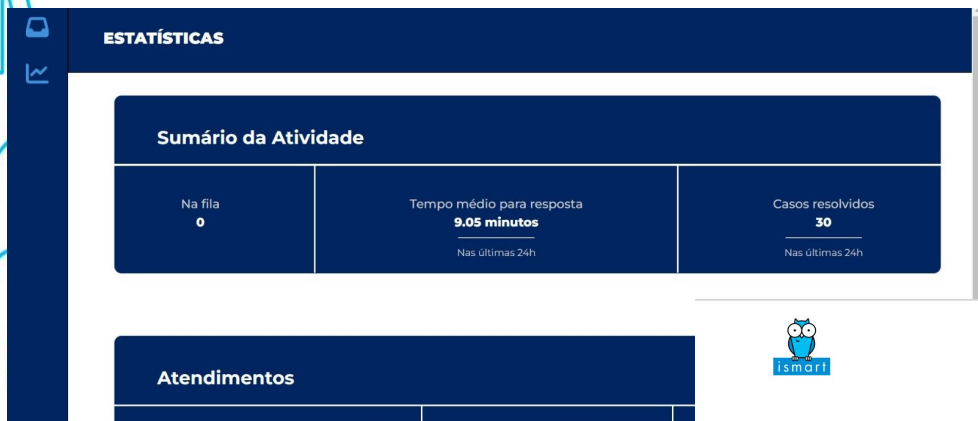 ESTATÍSTICAS
Sumário da Atividade
Na fila
0
Tempo médio para resposta
9.05 minutos
Nas últimas 24h
Casos resolvidos
30
Nas últimas 24h
Atendimentos
ismart